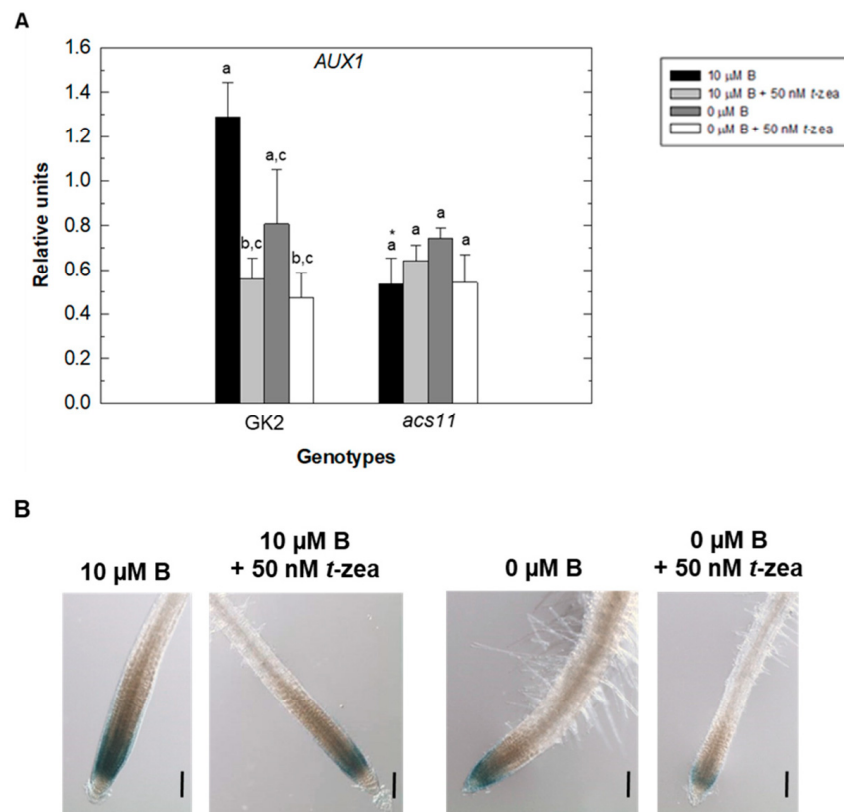 A
AUX1
1.6
1.4
1.2
1.0
0.8
0.6
0.4
0.2
0.0
Relative units
a
b,c
a,c
b,c
*
a
a
a
a
GK2
acs11
Genotypes
10 µM B
10 µM B + 50 nM t-zea
0 µM B
0 µM B + 50 nM t-zea
B
10 µM B
10 µM B
+ 50 nM t-zea
0 µM B
0 µM B
+ 50 nM t-zea